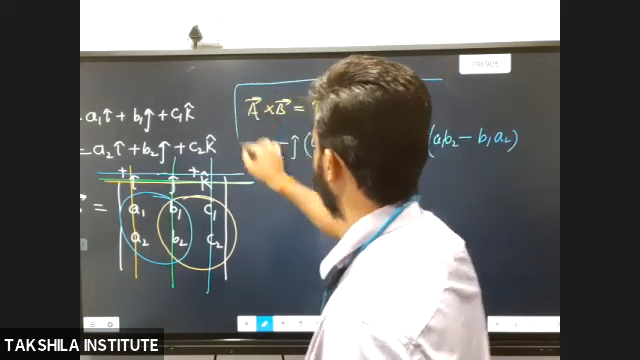 196905
= a₁î + b₁ĵ + c₁k̂
= a₂î + b₂ĵ + c₂k̂
A⃗ × B⃗ =
− ĵ (
(a₁b₂ − b₁a₂)
+ − +
î ĵ k̂
= a₁ b₁ c₁
a₂ b₂ c₂
TAKSHILA INSTITUTE